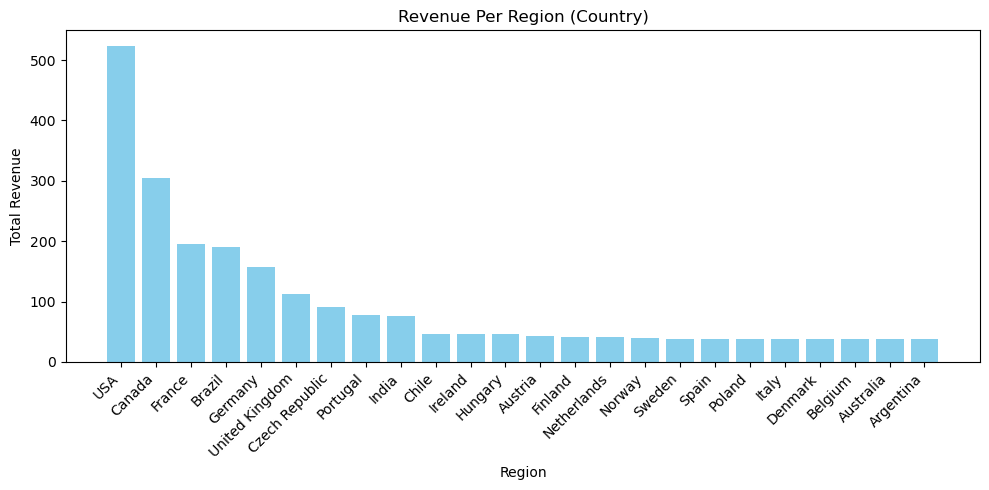 Revenue Per Region (Country)
Total Revenue
500
400
300
200
100
0
USA
Canada
France
Brazil
Germany
United Kingdom
Czech Republic
Portugal
India
Chile
Ireland
Hungary
Austria
Finland
Netherlands
Norway
Sweden
Spain
Poland
Italy
Denmark
Belgium
Australia
Argentina
Region